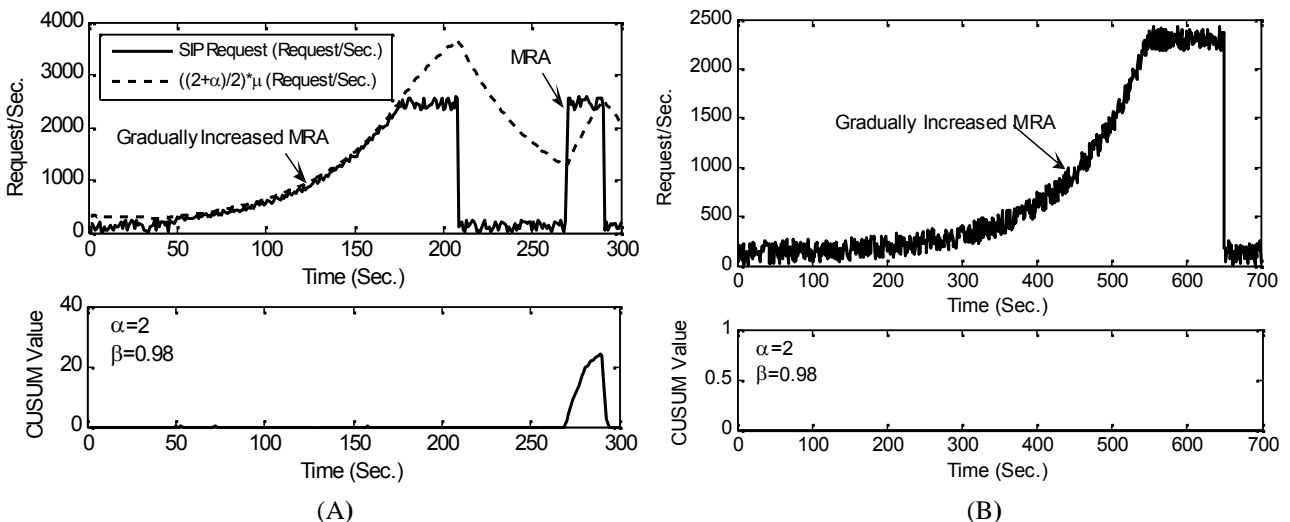 4000
3000
2000
1000
0
Request/Sec.
SIP Request (Request/Sec.)
((2+α)/2)*μ (Request/Sec.)
MRA
Gradually Increased MRA
0 50 100 150 200 250 300
Time (Sec.)
40
20
0
CUSUM Value
α=2
β=0.98
0 50 100 150 200 250 300
Time (Sec.)
(A)
2500
2000
1500
1000
500
0
Request/Sec.
Gradually Increased MRA
0 100 200 300 400 500 600 700
Time (Sec.)
1
0.5
0
CUSUM Value
α=2
β=0.98
0 100 200 300 400 500 600 700
Time (Sec.)
(B)